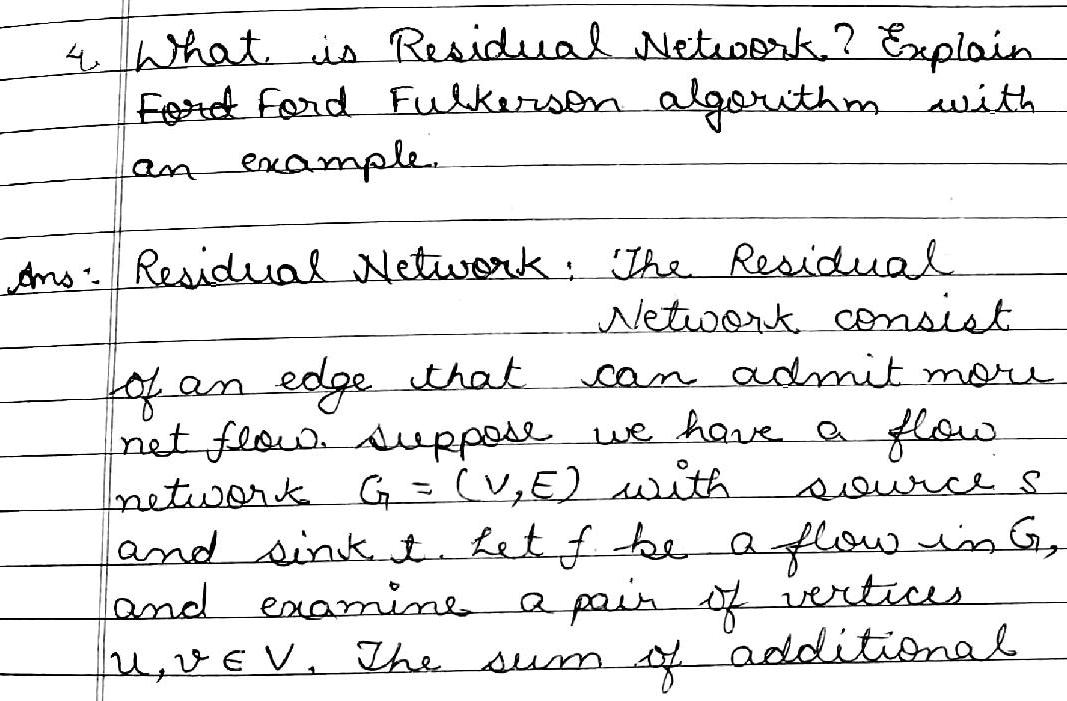 4. What is Residual Network? Explain
Ford Ford Fulkerson algorithm with
an example.
Ans:- Residual Network: The Residual
Network consist
of an edge that can admit more
net flow. Suppose we have a flow
network G = (V,E) with source s
and sink t. Let f be a flow in G,
and examine a pair of vertices
u, v ∈ V. The sum of additional